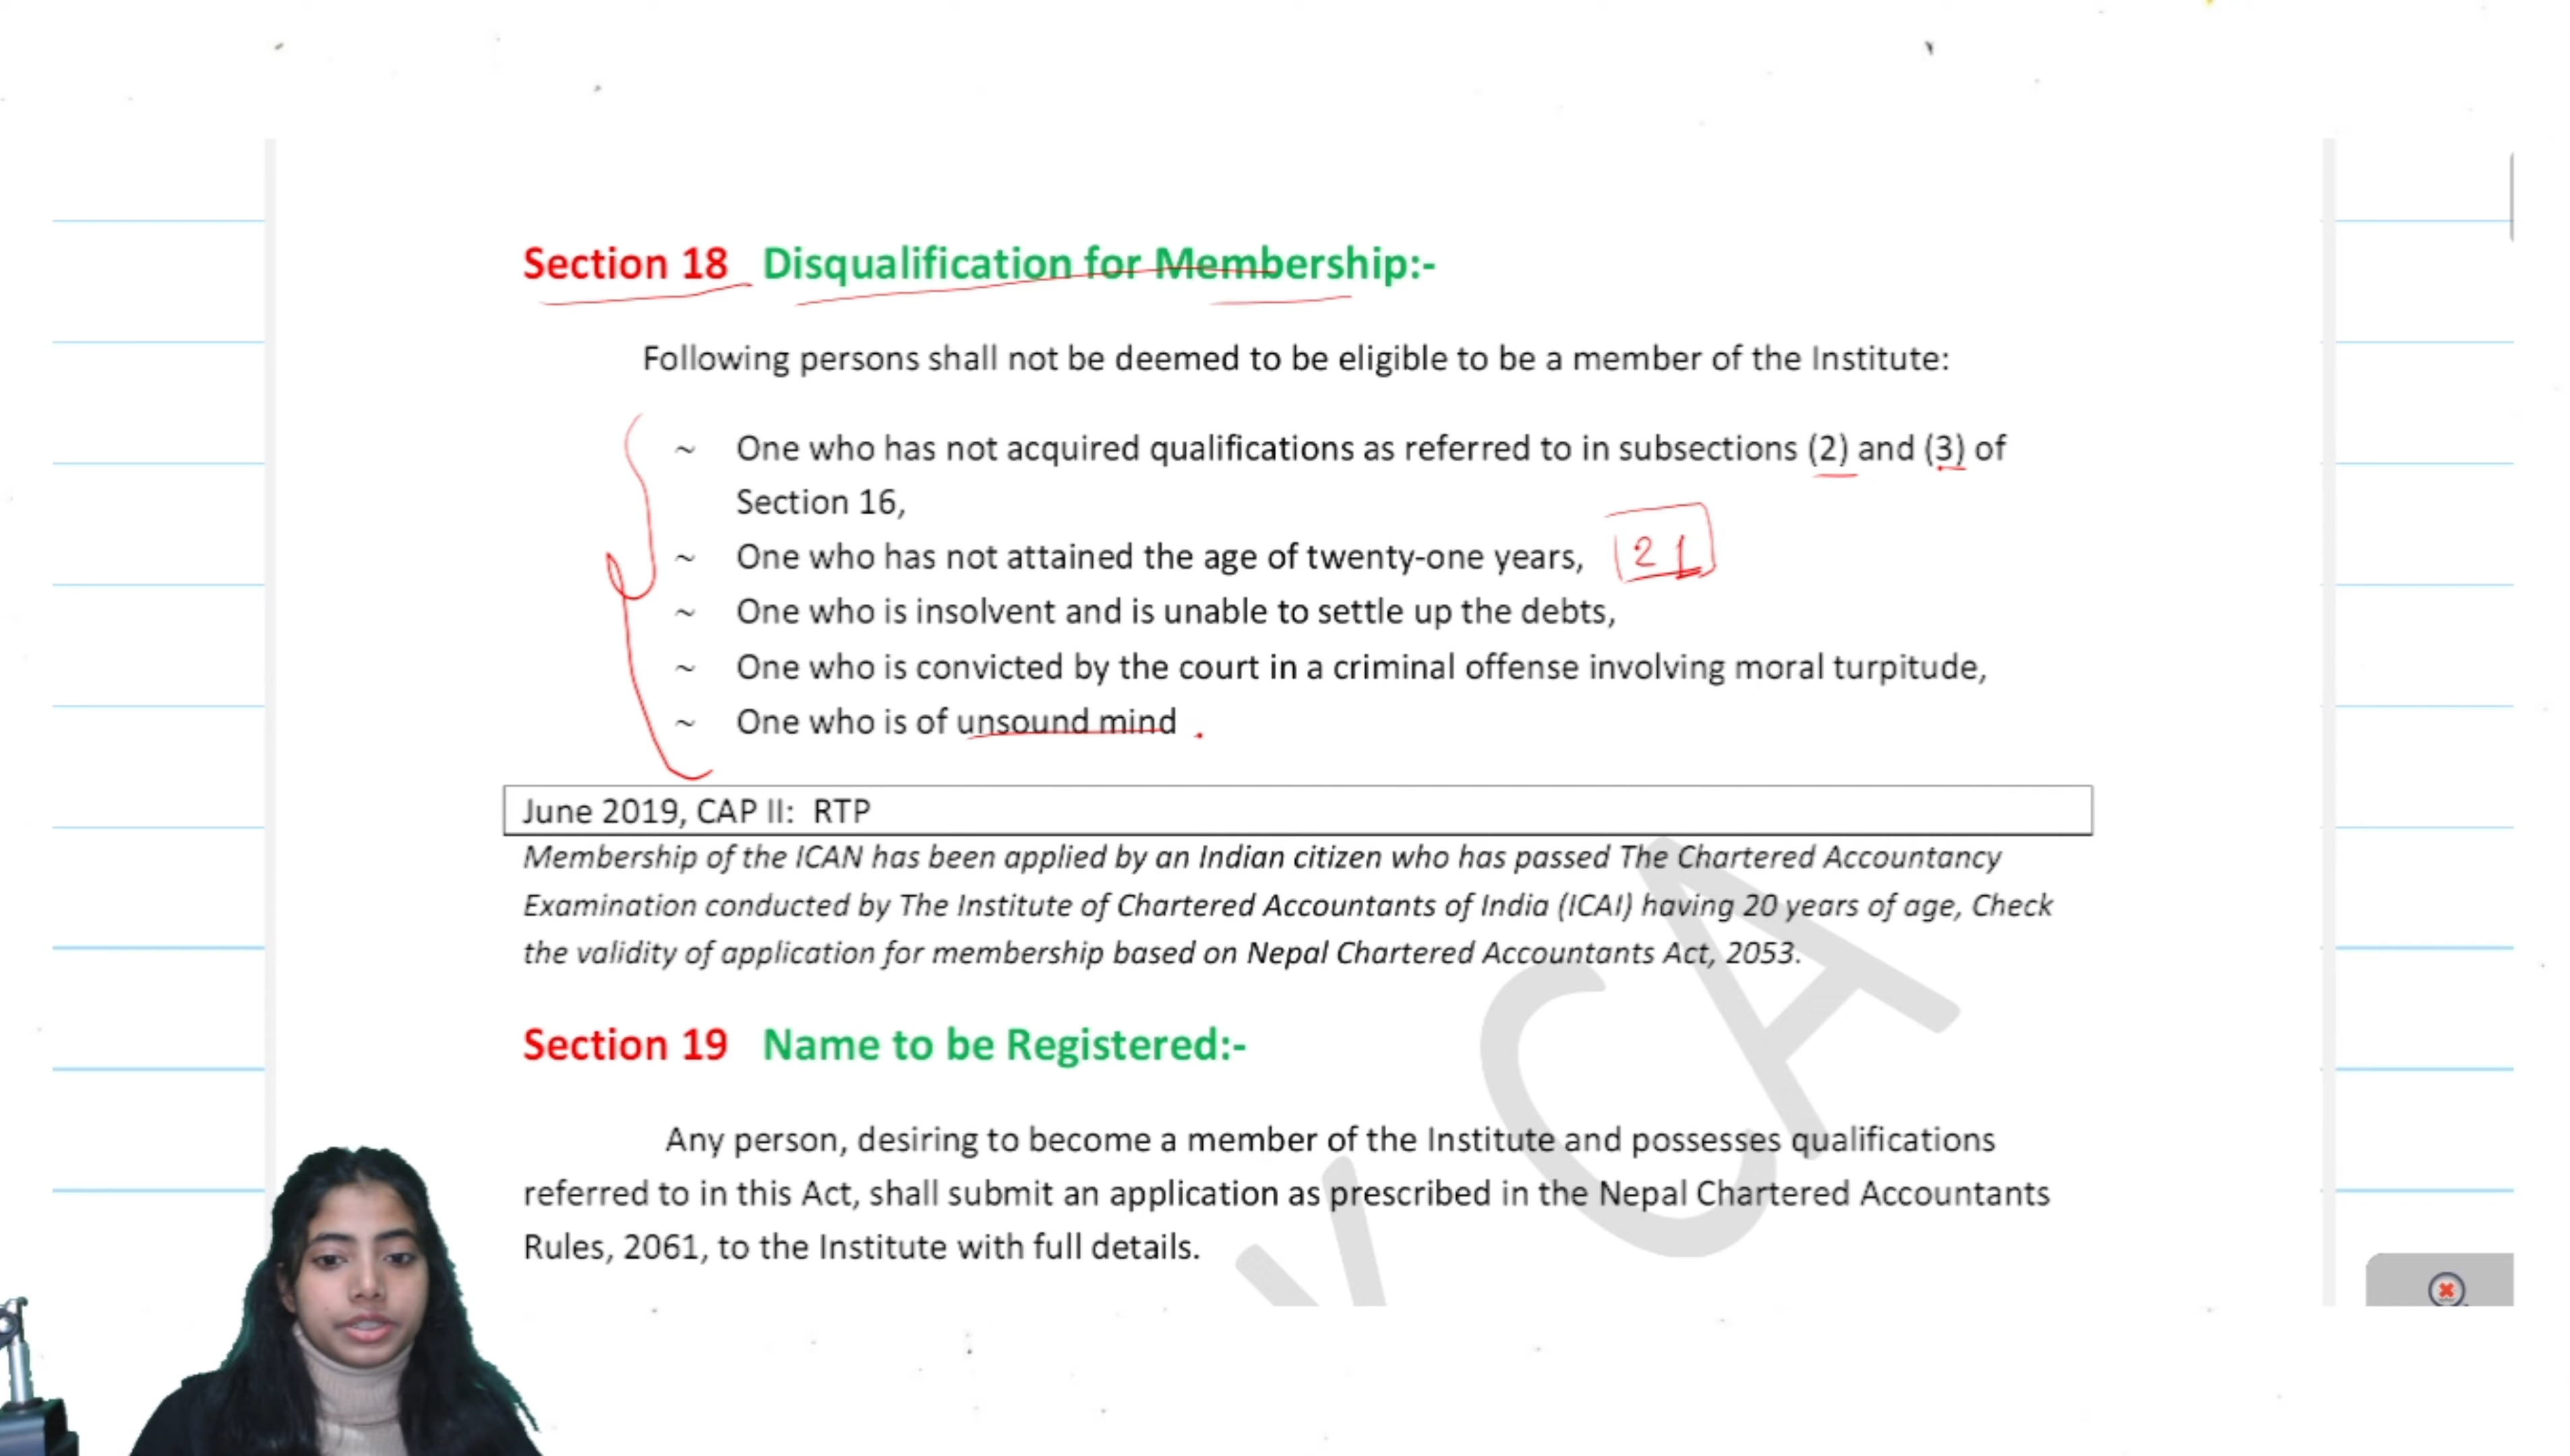 Section 18 Disqualification for Membership:-
Following persons shall not be deemed to be eligible to be a member of the Institute:
~ One who has not acquired qualifications as referred to in subsections (2) and (3) of
Section 16,
~ One who has not attained the age of twenty-one years, 21
~ One who is insolvent and is unable to settle up the debts,
~ One who is convicted by the court in a criminal offense involving moral turpitude,
~ One who is of unsound mind .
June 2019, CAP II: RTP
Membership of the ICAN has been applied by an Indian citizen who has passed The Chartered Accountancy
Examination conducted by The Institute of Chartered Accountants of India (ICAI) having 20 years of age, Check
the validity of application for membership based on Nepal Chartered Accountants Act, 2053.
Section 19 Name to be Registered:-
Any person, desiring to become a member of the Institute and possesses qualifications
referred to in this Act, shall submit an application as prescribed in the Nepal Chartered Accountants
Rules, 2061, to the Institute with full details.
CA